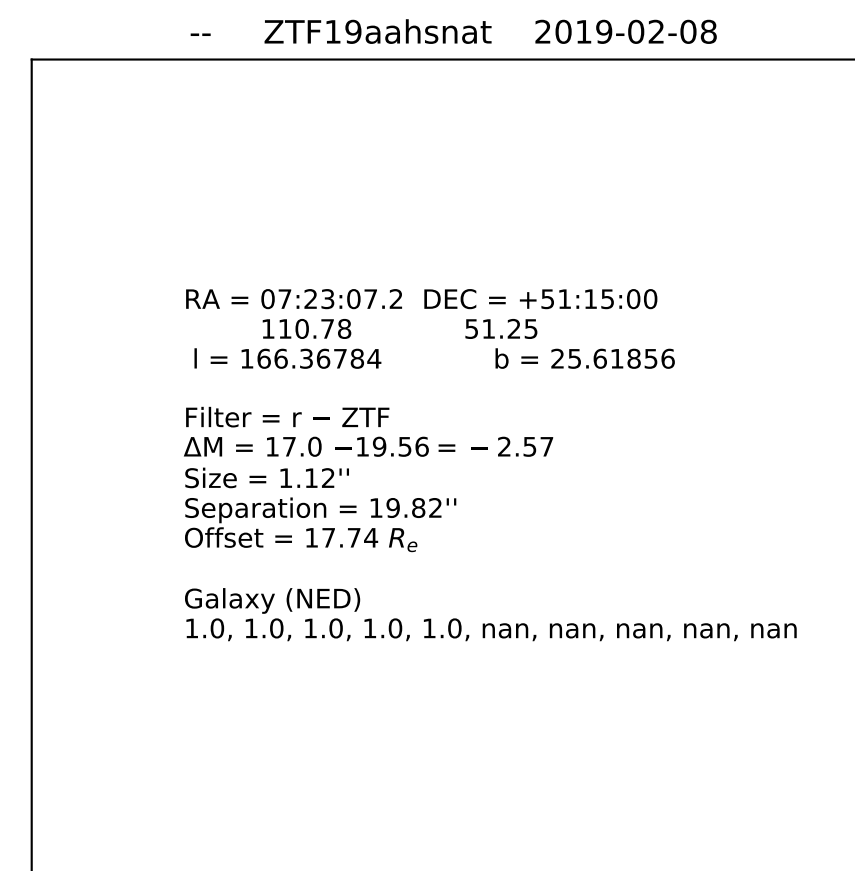 -- ZTF19aahsnat 2019-02-08
RA = 07:23:07.2 DEC = +51:15:00
110.78 51.25
l = 166.36784 b = 25.61856
Filter = r − ZTF
ΔM = 17.0 −19.56 = − 2.57
Size = 1.12''
Separation = 19.82''
Offset = 17.74 Rₑ
Galaxy (NED)
1.0, 1.0, 1.0, 1.0, 1.0, nan, nan, nan, nan, nan